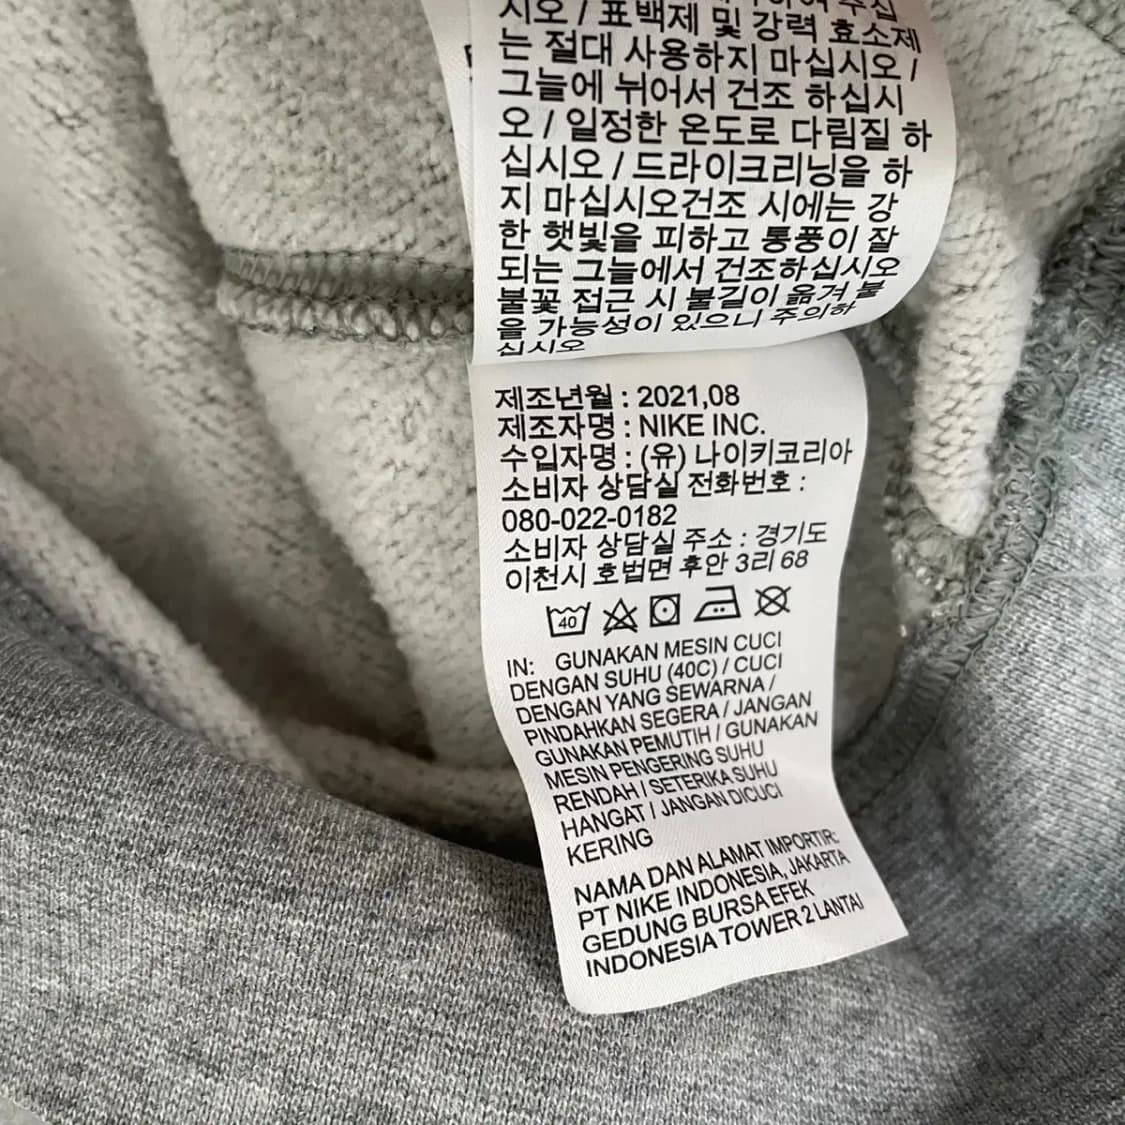 시오 / 표백제 및 강력 효소제
는 절대 사용하지 마십시오 /
그늘에 뉘어서 건조 하십시
오 / 일정한 온도로 다림질 하
십시오 / 드라이크리닝을 하
지 마십시오건조 시에는 강
한 햇빛을 피하고 통풍이 잘
되는 그늘에서 건조하십시오
불꽃 접근 시 불길이 옮겨 붙
을 가능성이 있으니 주의하
십시오
제조년월 : 2021,08
제조자명 : NIKE INC.
수입자명 : (유) 나이키코리아
소비자 상담실 전화번호 :
080-022-0182
소비자 상담실 주소 : 경기도
이천시 호법면 후안 3리 68
40
IN: GUNAKAN MESIN CUCI
DENGAN SUHU (40C) / CUCI
DENGAN YANG SEWARNA /
PINDAHKAN SEGERA / JANGAN
GUNAKAN PEMUTIH / GUNAKAN
MESIN PENGERING SUHU
RENDAH / SETERIKA SUHU
HANGAT / JANGAN DICUCI
KERING
NAMA DAN ALAMAT IMPORTIR:
PT NIKE INDONESIA, JAKARTA
GEDUNG BURSA EFEK
INDONESIA TOWER 2 LANTAI